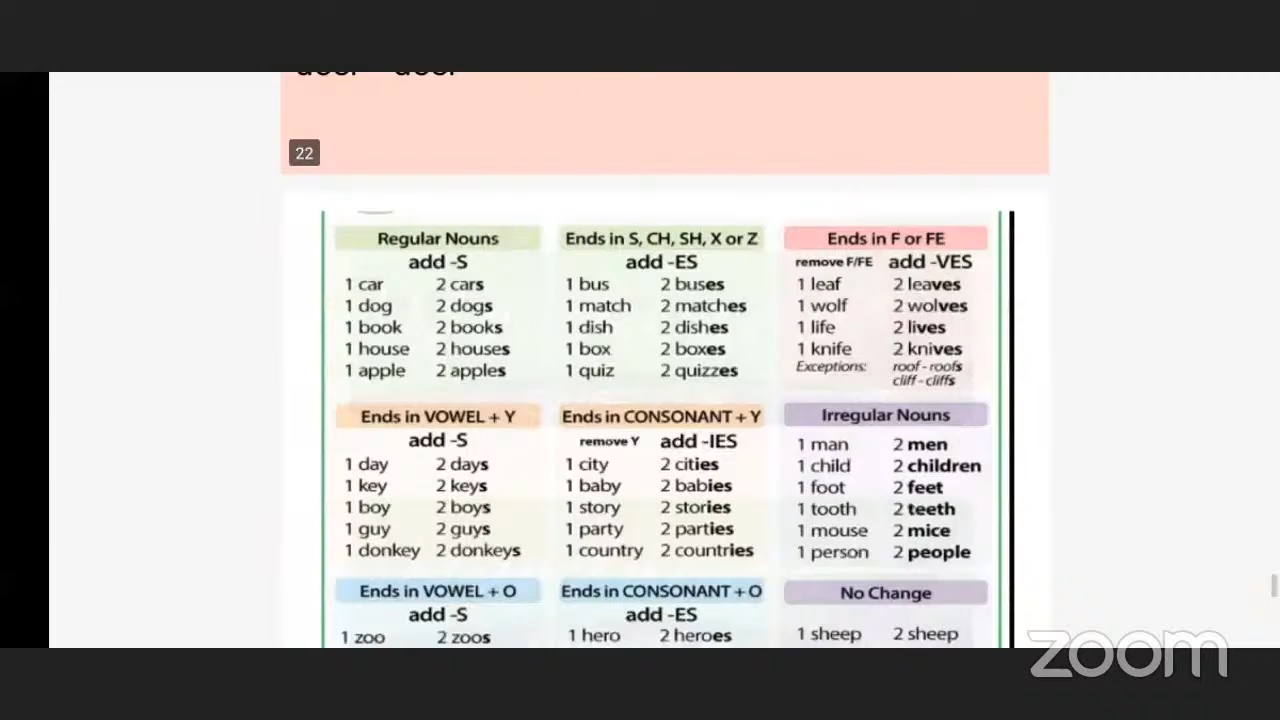 22
Regular Nouns
add -S
1 car 2 cars
1 dog 2 dogs
1 book 2 books
1 house 2 houses
1 apple 2 apples
Ends in S, CH, SH, X or Z
add -ES
1 bus 2 buses
1 match 2 matches
1 dish 2 dishes
1 box 2 boxes
1 quiz 2 quizzes
Ends in F or FE
remove F/FE add -VES
1 leaf 2 leaves
1 wolf 2 wolves
1 life 2 lives
1 knife 2 knives
Exceptions: roof - roofs
cliff - cliffs
Ends in VOWEL + Y
add -S
1 day 2 days
1 key 2 keys
1 boy 2 boys
1 guy 2 guys
1 donkey 2 donkeys
Ends in CONSONANT + Y
remove Y add -IES
1 city 2 cities
1 baby 2 babies
1 story 2 stories
1 party 2 parties
1 country 2 countries
Irregular Nouns
1 man 2 men
1 child 2 children
1 foot 2 feet
1 tooth 2 teeth
1 mouse 2 mice
1 person 2 people
Ends in VOWEL + O
add -S
1 zoo 2 zoos
Ends in CONSONANT + O
add -ES
1 hero 2 heroes
No Change
1 sheep 2 sheep
zoom